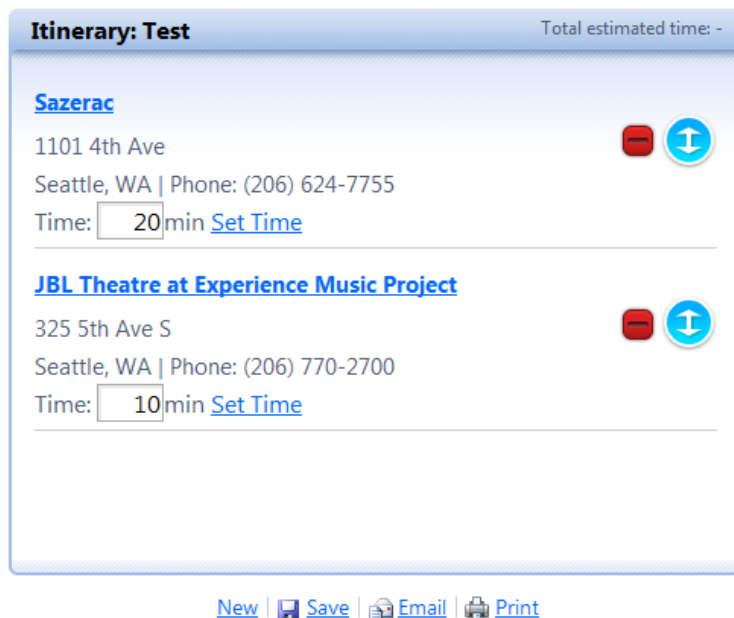 Itinerary: Test Total estimated time: -
Sazerac
1101 4th Ave
Seattle, WA | Phone: (206) 624-7755
Time: 20 min Set Time
JBL Theatre at Experience Music Project
325 5th Ave S
Seattle, WA | Phone: (206) 770-2700
Time: 10 min Set Time
New | Save | Email | Print